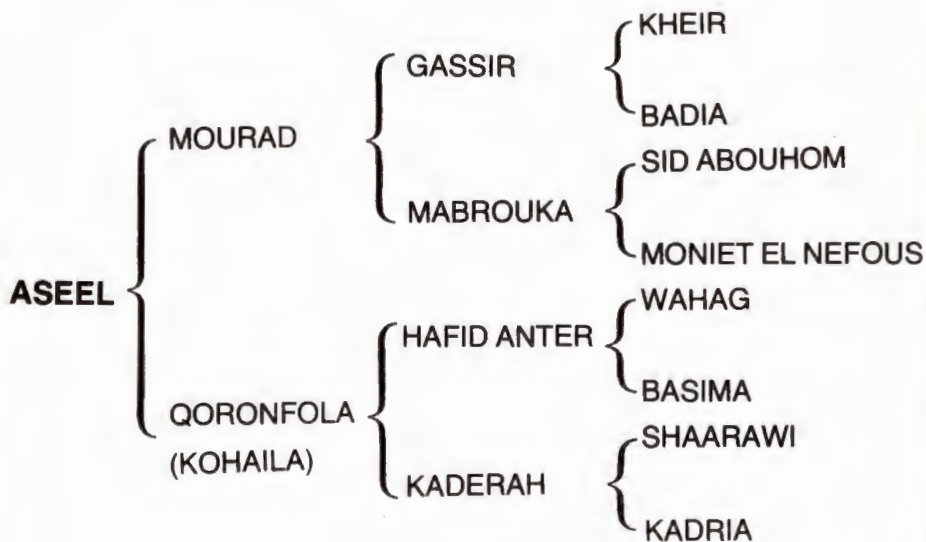 KHEIR
GASSIR
BADIA
MOURAD
SID ABOUHOM
MABROUKA
MONIET EL NEFOUS
ASEEL
WAHAG
HAFID ANTER
BASIMA
QORONFOLA
(KOHAILA)
SHAARAWI
KADERAH
KADRIA